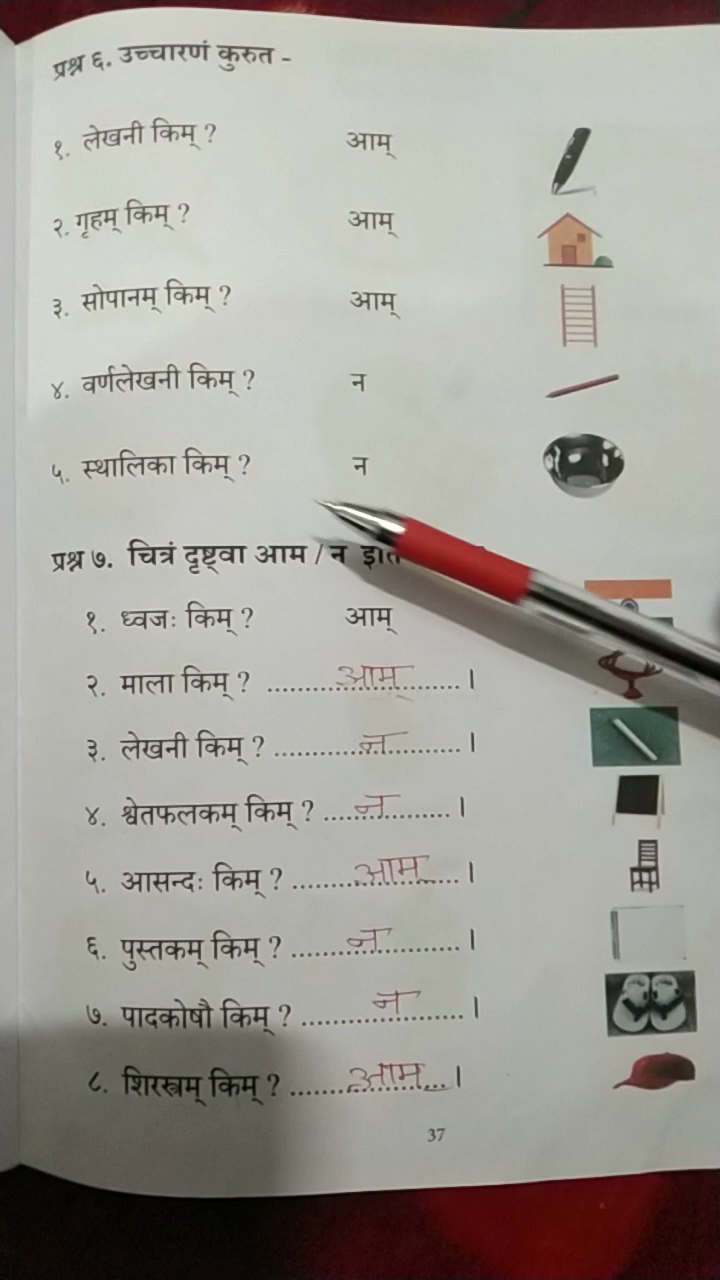 प्रश्न ६. उच्चारणं कुरुत -
१. लेखनी किम् ? आम्
२. गृहम् किम् ? आम्
३. सोपानम् किम् ? आम्
४. वर्णलेखनी किम् ? न
५. स्थालिका किम् ? न
प्रश्न ७. चित्रं दृष्ट्वा आम / न
१. ध्वजः किम् ? आम्
२. माला किम् ? ..................आम्.................. ।
३. लेखनी किम् ? ..................न.................. ।
४. श्वेतफलकम् किम् ? .........न......... ।
५. आसन्दः किम् ? ............आम्............ ।
६. पुस्तकम् किम् ? ............न............ ।
७. पादकोषौ किम् ? ............न............ ।
८. शिरस्त्रम् किम् ? ............आम............ ।
37